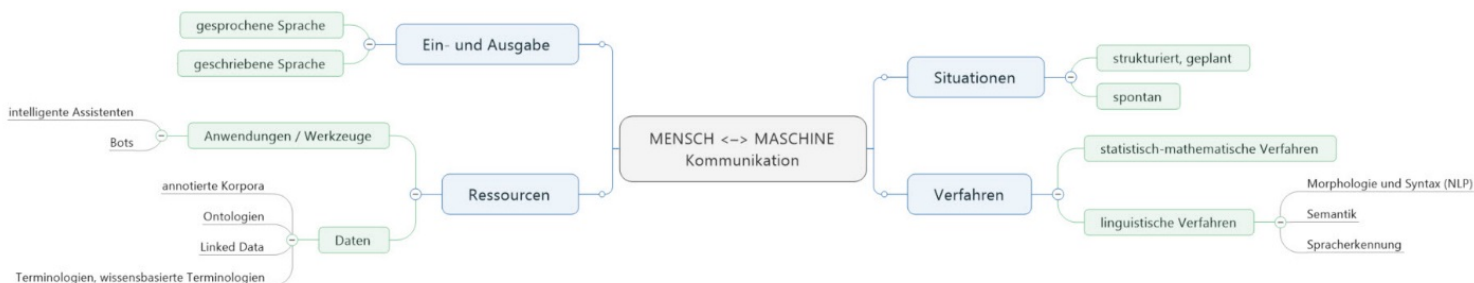 gesprochene Sprache
geschriebene Sprache
Ein- und Ausgabe
intelligente Assistenten
Bots
Anwendungen / Werkzeuge
annotierte Korpora
Ontologien
Linked Data
Terminologien, wissensbasierte Terminologien
Daten
Ressourcen
MENSCH <–> MASCHINE
Kommunikation
Situationen
strukturiert, geplant
spontan
Verfahren
statistisch-mathematische Verfahren
linguistische Verfahren
Morphologie und Syntax (NLP)
Semantik
Spracherkennung